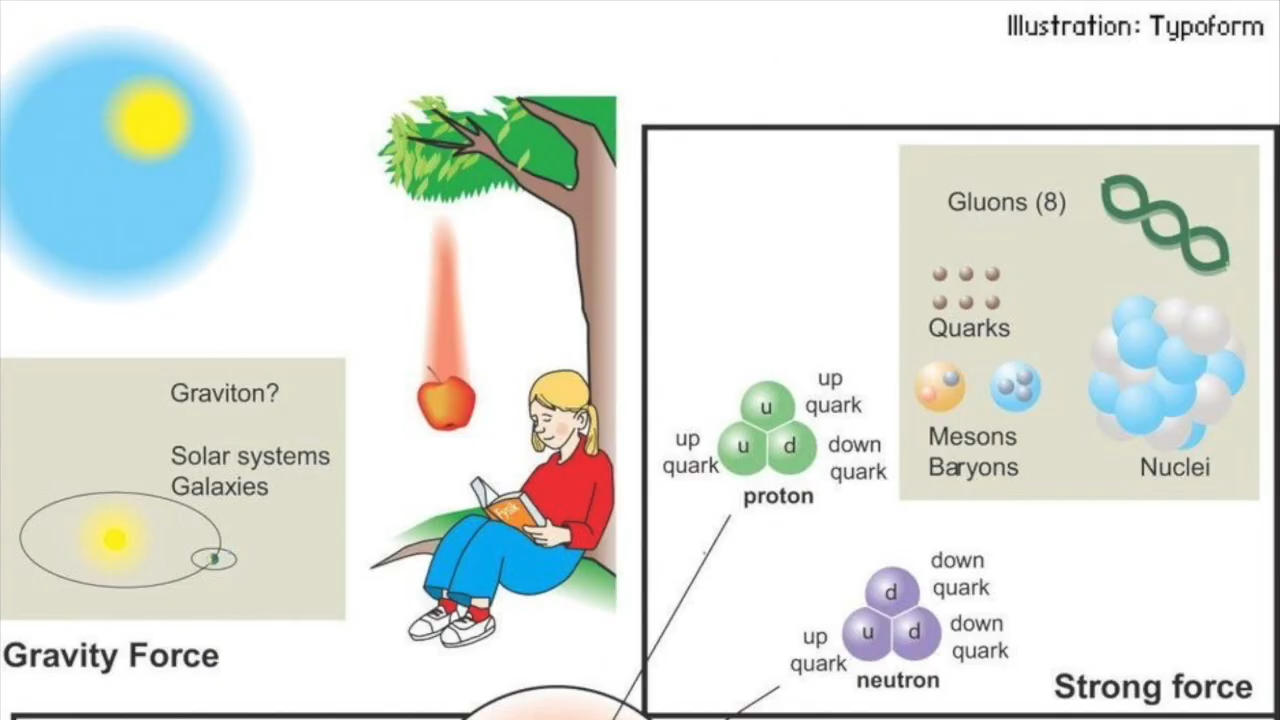 Illustration: Typoform
Graviton?
Solar systems
Galaxies
Gravity Force
Fysik
Gluons (8)
Quarks
Mesons
Baryons
Nuclei
up
quark
u
up
quark
u
d
down
quark
proton
down
quark
d
up
quark
u
d
down
quark
neutron
Strong force